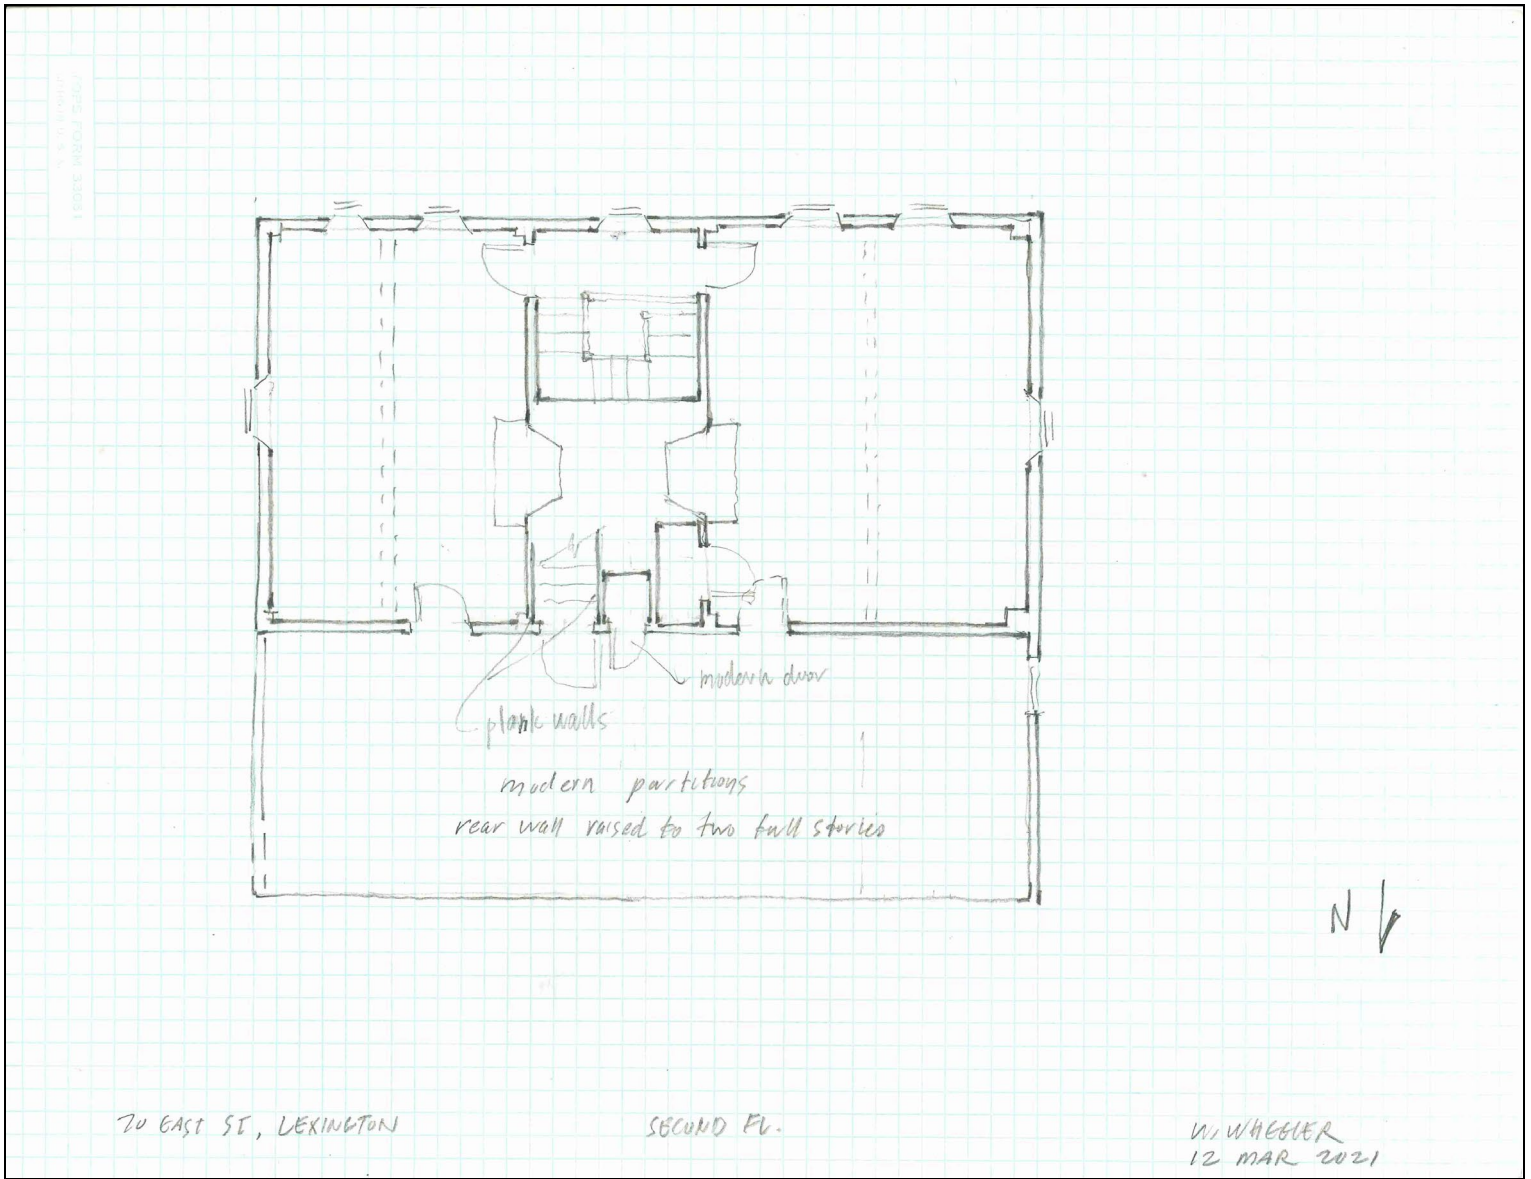 modern door
plank walls
modern partitions
rear wall raised to two full stories
N
70 EAST ST, LEXINGTON
SECOND FL.
W. WHEELER
12 MAR 2021